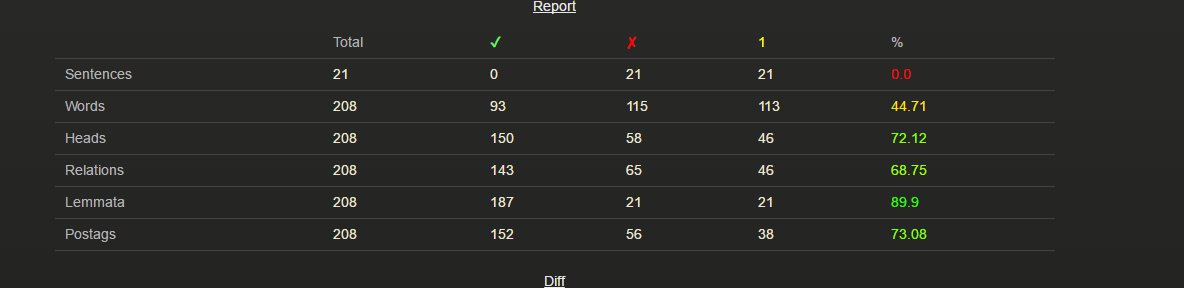 Report
Total ✓ ✗ 1 %
Sentences 21 0 21 21 0.0
Words 208 93 115 113 44.71
Heads 208 150 58 46 72.12
Relations 208 143 65 46 68.75
Lemmata 208 187 21 21 89.9
Postags 208 152 56 38 73.08
Diff